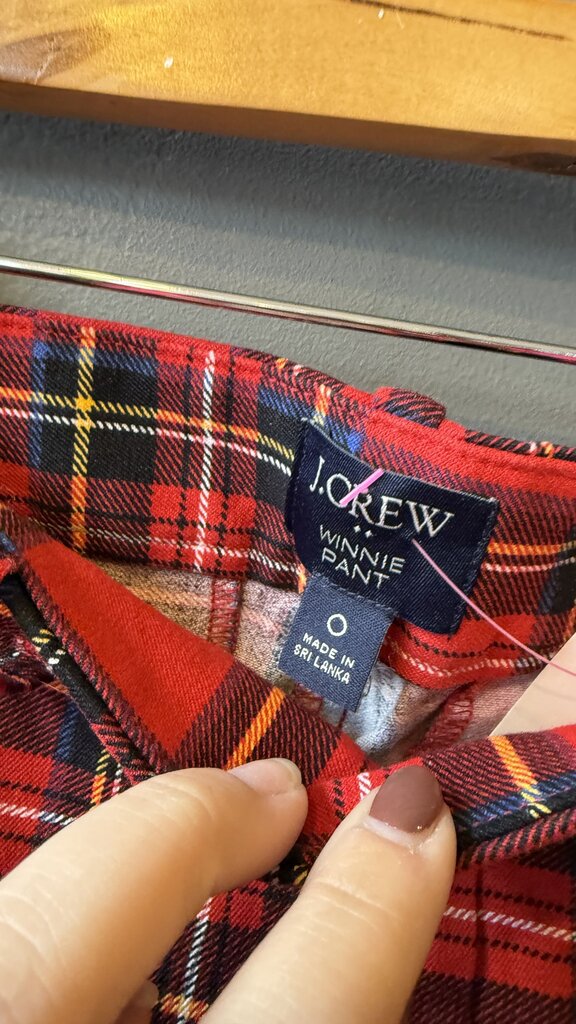 J.CREW
WINNIE
PANT
0
MADE IN
SRI LANKA